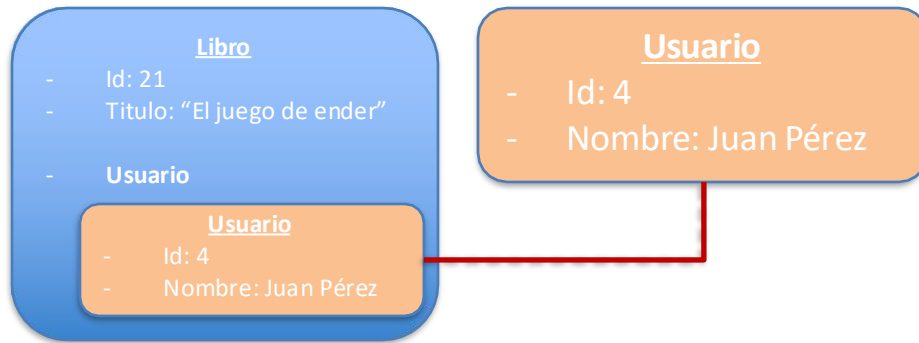 Libro
- Id: 21
- Titulo: “El juego de ender”
- Usuario
Usuario
- Id: 4
- Nombre: Juan Pérez
Usuario
- Id: 4
- Nombre: Juan Pérez